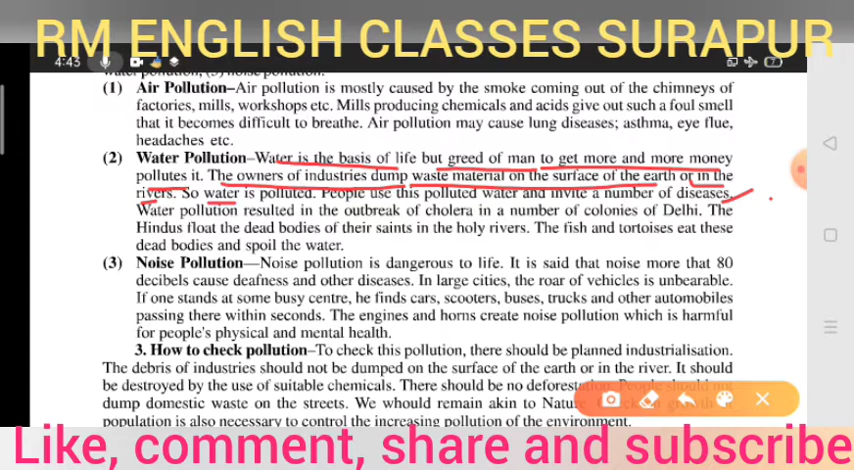 RM ENGLISH CLASSES SURAPUR
4:43
water pollution, (3) noise pollution.
(1) Air Pollution–Air pollution is mostly caused by the smoke coming out of the chimneys of
factories, mills, workshops etc. Mills producing chemicals and acids give out such a foul smell
that it becomes difficult to breathe. Air pollution may cause lung diseases; asthma, eye flue,
headaches etc.
(2) Water Pollution–Water is the basis of life but greed of man to get more and more money
pollutes it. The owners of industries dump waste material on the surface of the earth or in the
rivers. So water is polluted. People use this polluted water and invite a number of diseases.
Water pollution resulted in the outbreak of cholera in a number of colonies of Delhi. The
Hindus float the dead bodies of their saints in the holy rivers. The fish and tortoises eat these
dead bodies and spoil the water.
(3) Noise Pollution—Noise pollution is dangerous to life. It is said that noise more that 80
decibels cause deafness and other diseases. In large cities, the roar of vehicles is unbearable.
If one stands at some busy centre, he finds cars, scooters, buses, trucks and other automobiles
passing there within seconds. The engines and horns create noise pollution which is harmful
for people's physical and mental health.
3. How to check pollution–To check this pollution, there should be planned industrialisation.
The debris of industries should not be dumped on the surface of the earth or in the river. It should
be destroyed by the use of suitable chemicals. There should be no deforestation. People should not
dump domestic waste on the streets. We whould remain akin to Nature.
population is also necessary to control the increasing pollution of the environment.
Like, comment, share and subscribe